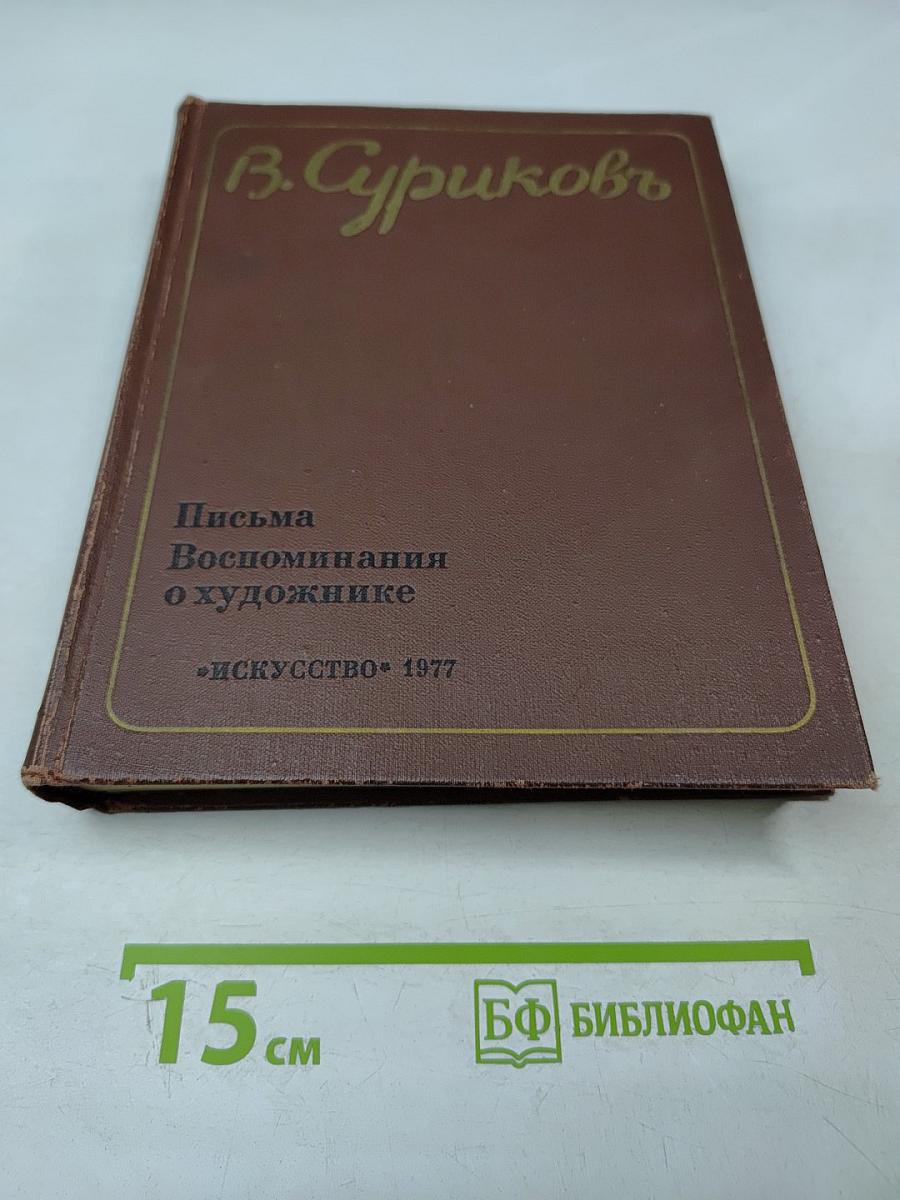 В. Суриковъ
Письма
Воспоминания
о художнике
«ИСКУССТВО» 1977
15 см
БФ БИБЛИОФАН